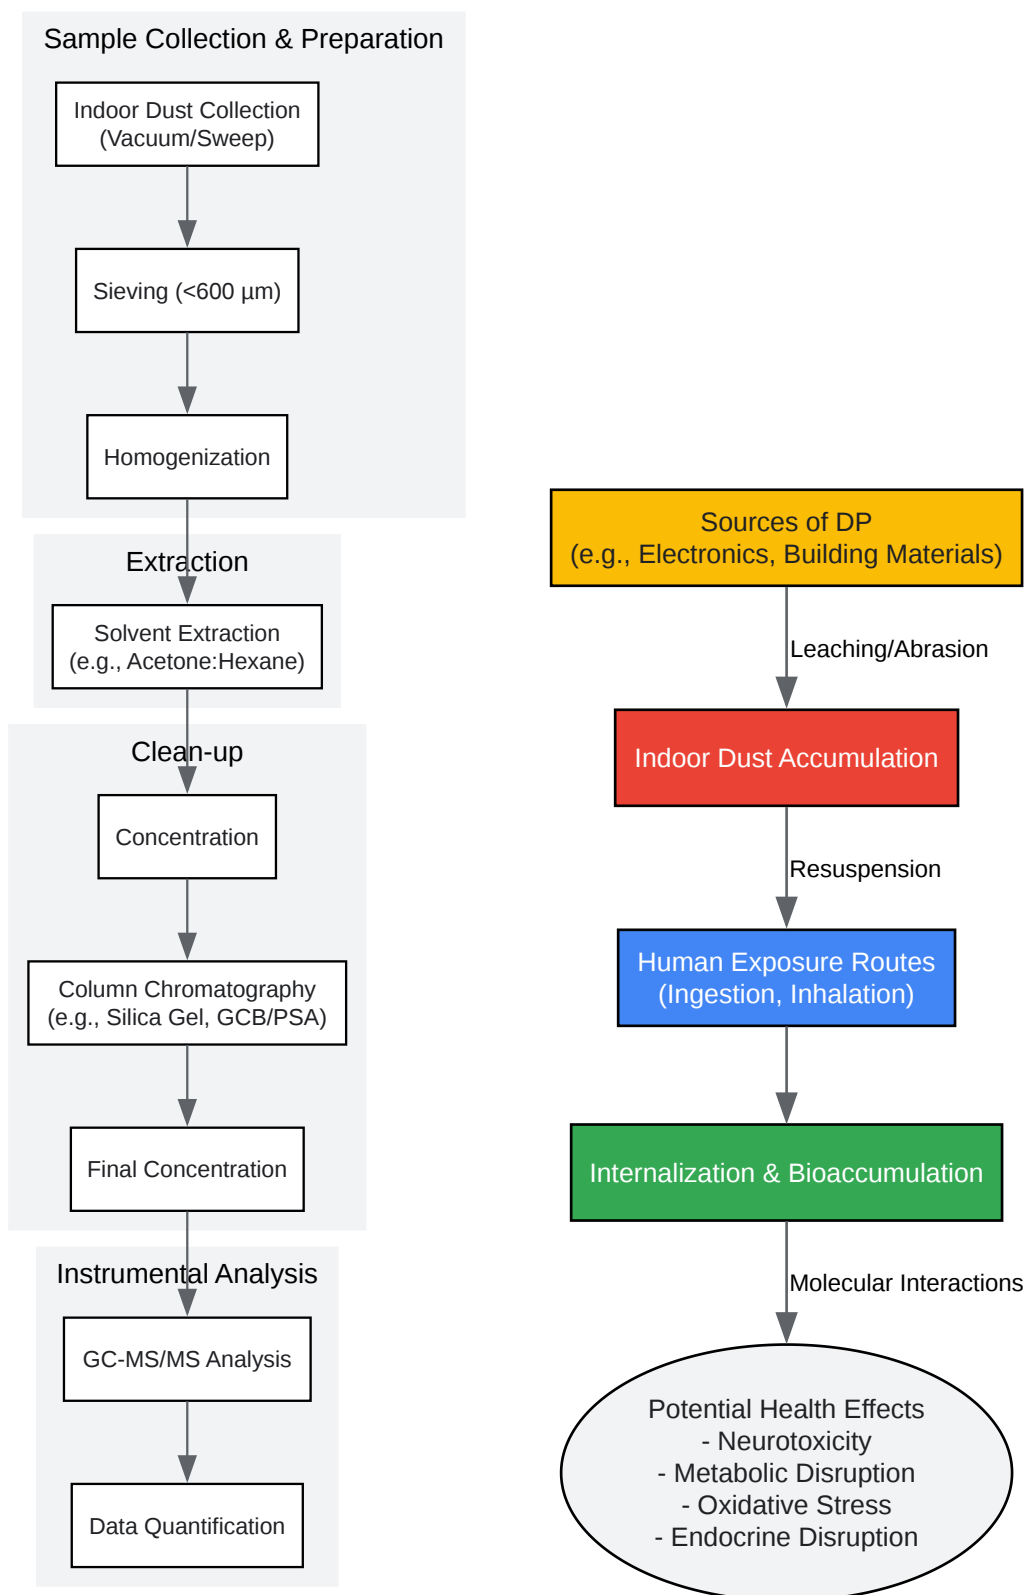 Sample Collection & Preparation
Indoor Dust Collection
(Vacuum/Sweep)
Sieving (<600 µm)
Homogenization
Extraction
Solvent Extraction
(e.g., Acetone:Hexane)
Clean-up
Concentration
Column Chromatography
(e.g., Silica Gel, GCB/PSA)
Final Concentration
Instrumental Analysis
GC-MS/MS Analysis
Data Quantification
Sources of DP
(e.g., Electronics, Building Materials)
Leaching/Abrasion
Indoor Dust Accumulation
Resuspension
Human Exposure Routes
(Ingestion, Inhalation)
Internalization & Bioaccumulation
Molecular Interactions
Potential Health Effects
- Neurotoxicity
- Metabolic Disruption
- Oxidative Stress
- Endocrine Disruption